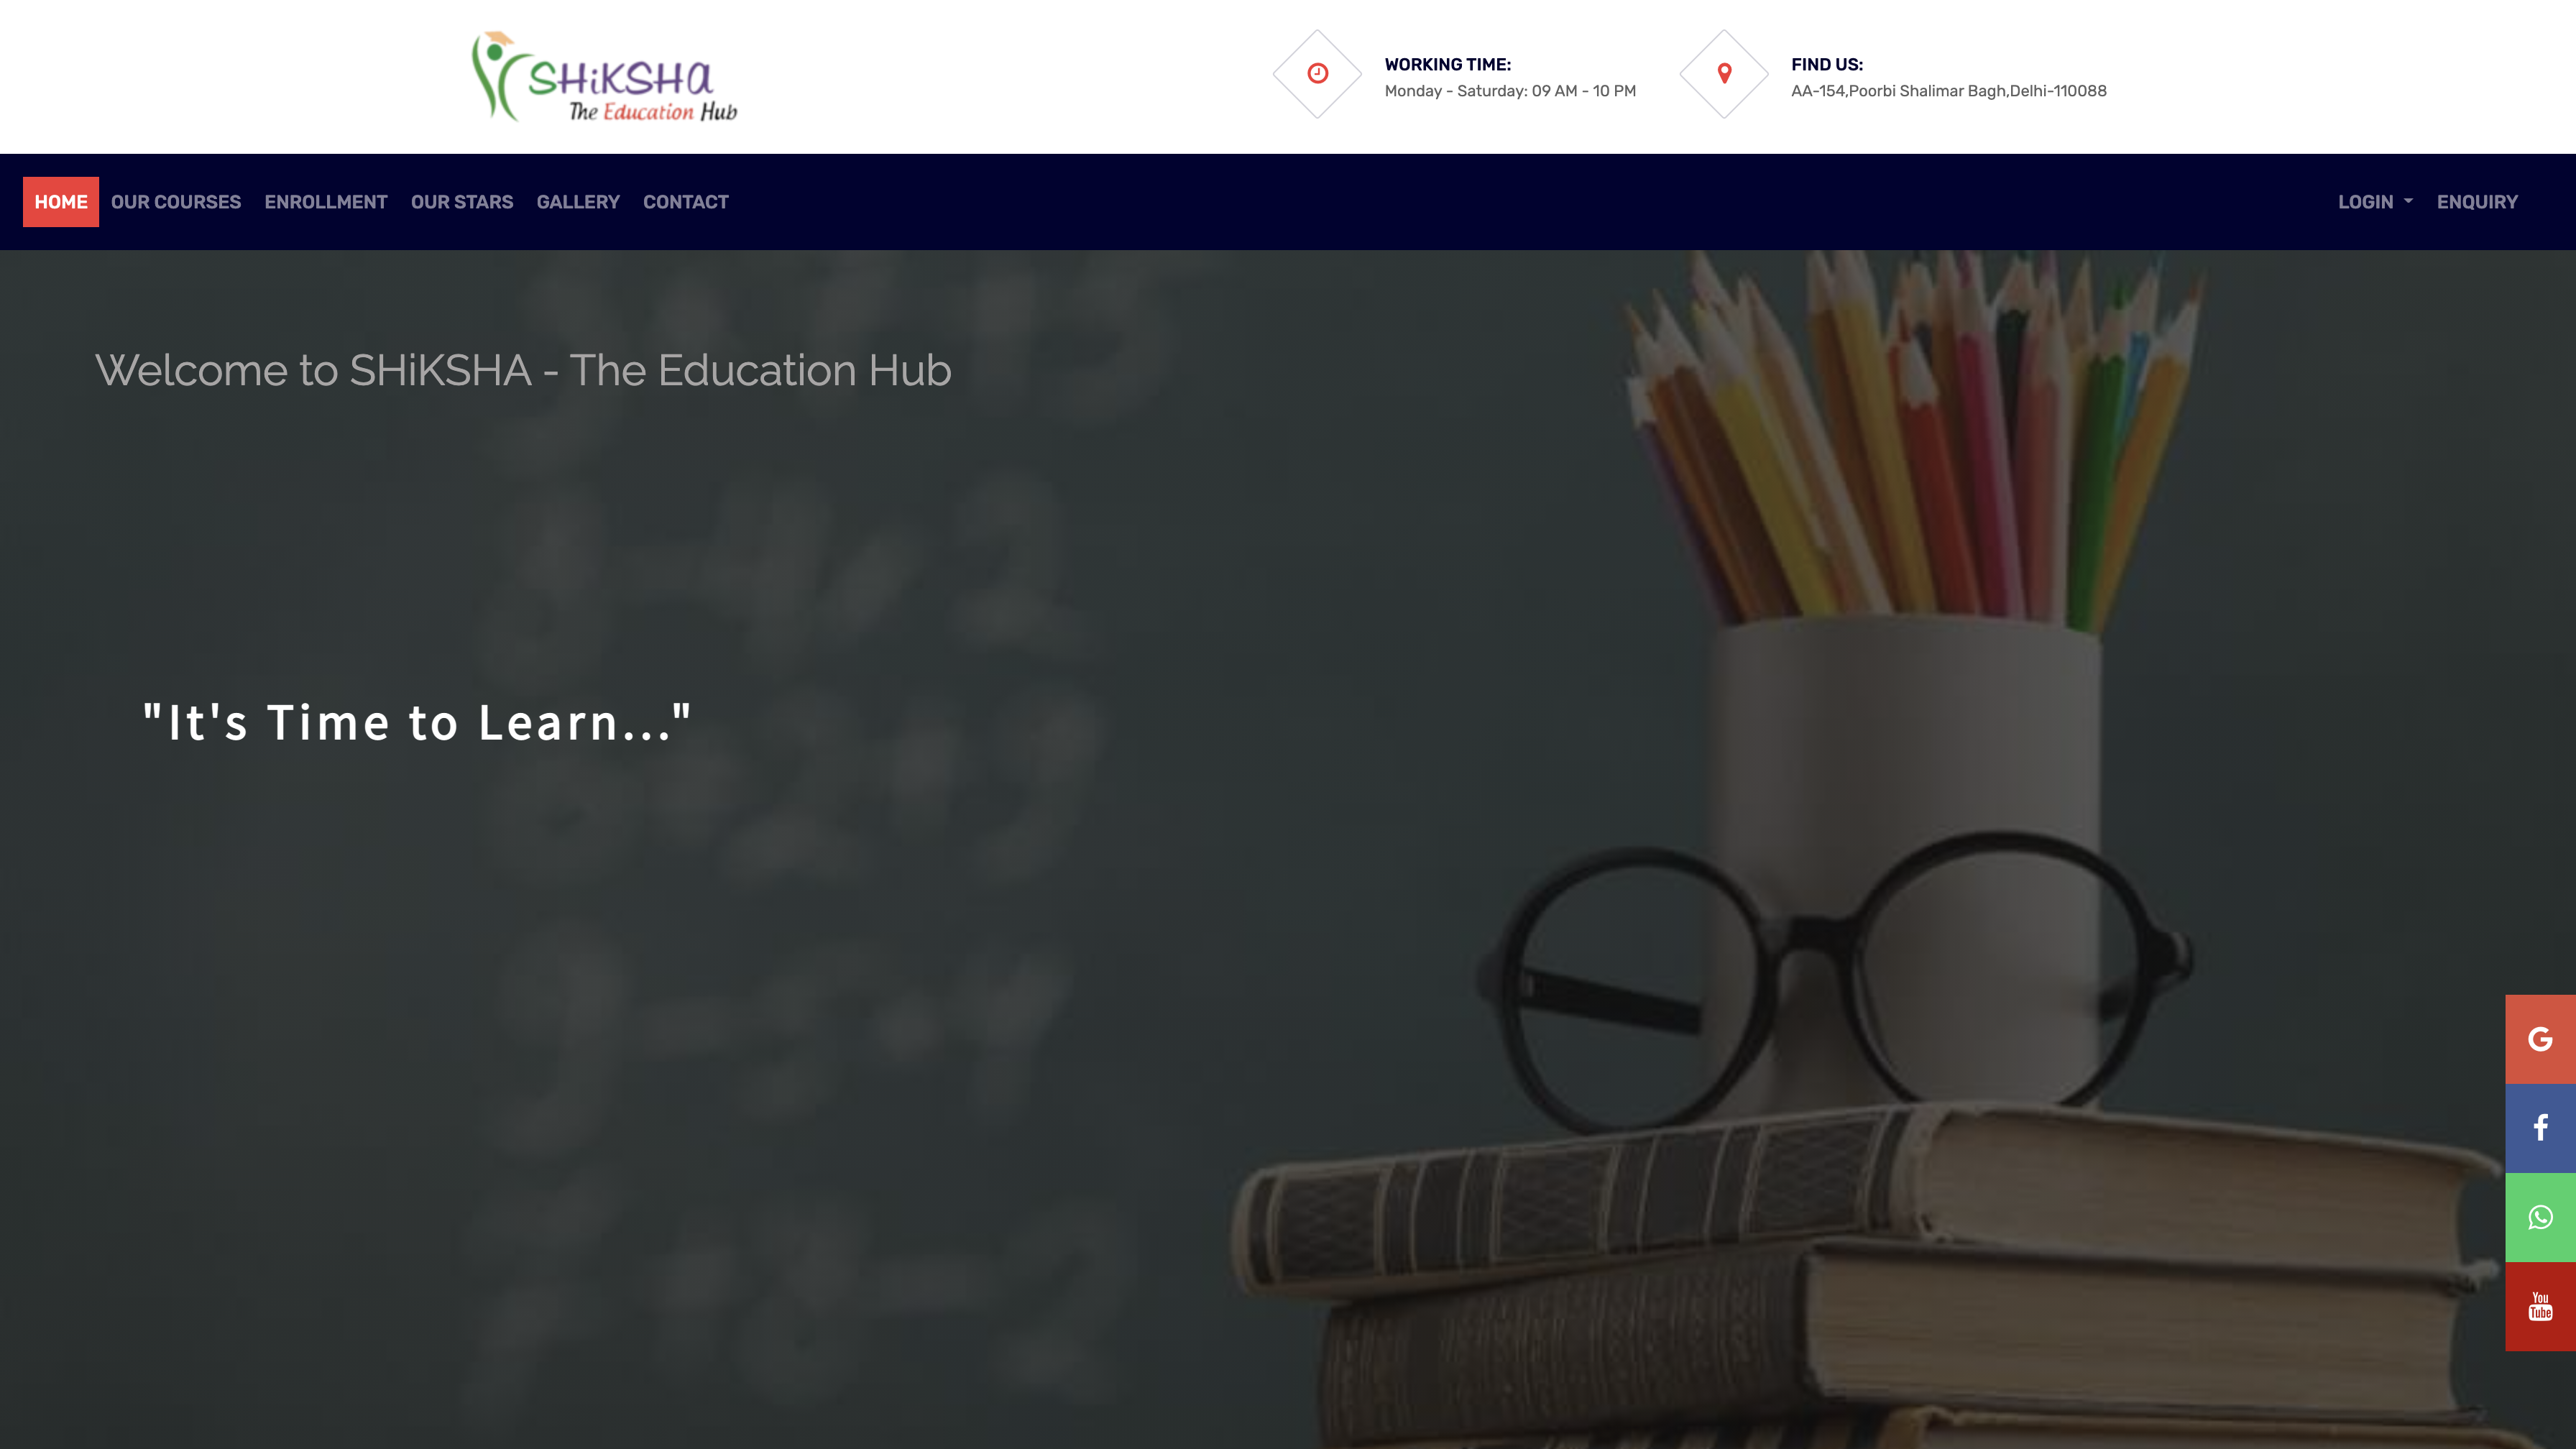 SHiKSHA
The Education Hub
WORKING TIME:
Monday - Saturday: 09 AM - 10 PM
FIND US:
AA-154,Poorbi Shalimar Bagh,Delhi-110088
HOME OUR COURSES ENROLLMENT OUR STARS GALLERY CONTACT LOGIN ENQUIRY
Welcome to SHiKSHA - The Education Hub
"It's Time to Learn..."
G
f
You
Tube